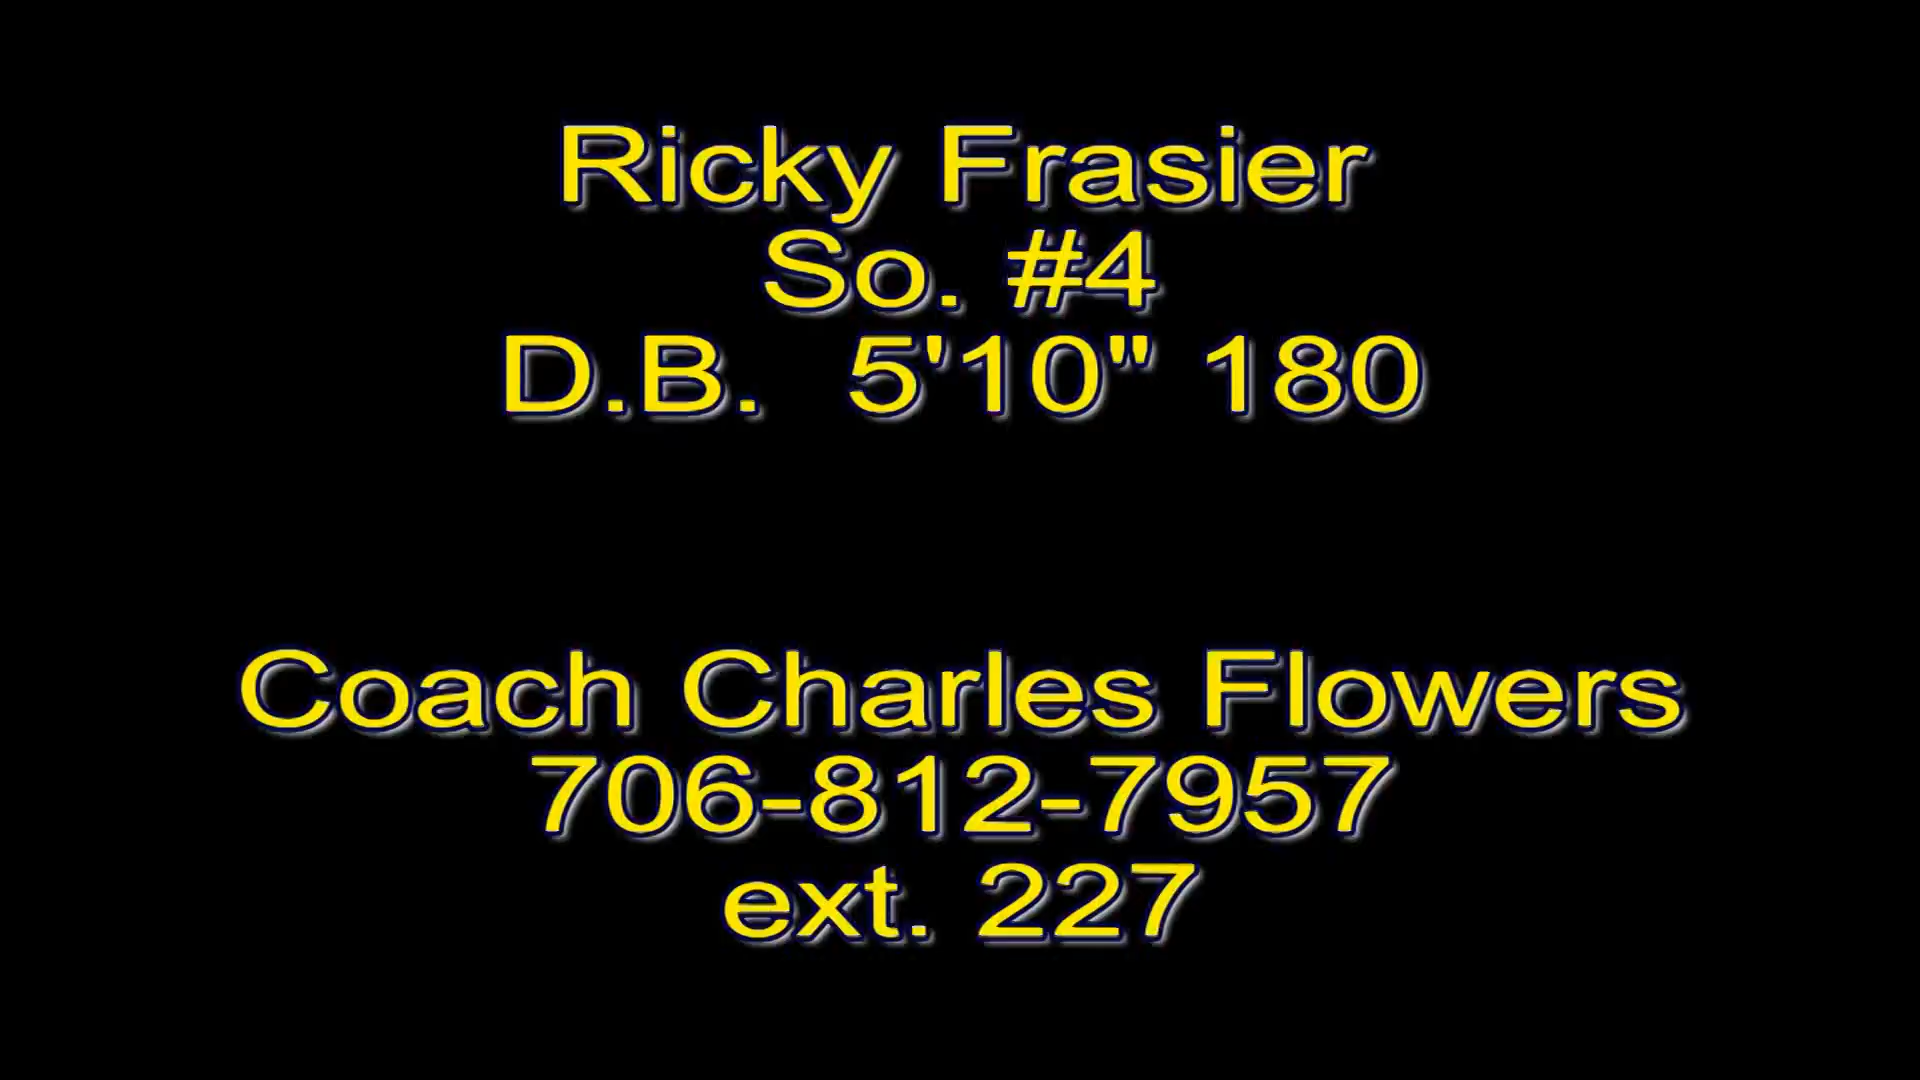 Ricky Frasier
So. #4
D.B.  5'10" 180
Coach Charles Flowers
706-812-7957
ext. 227